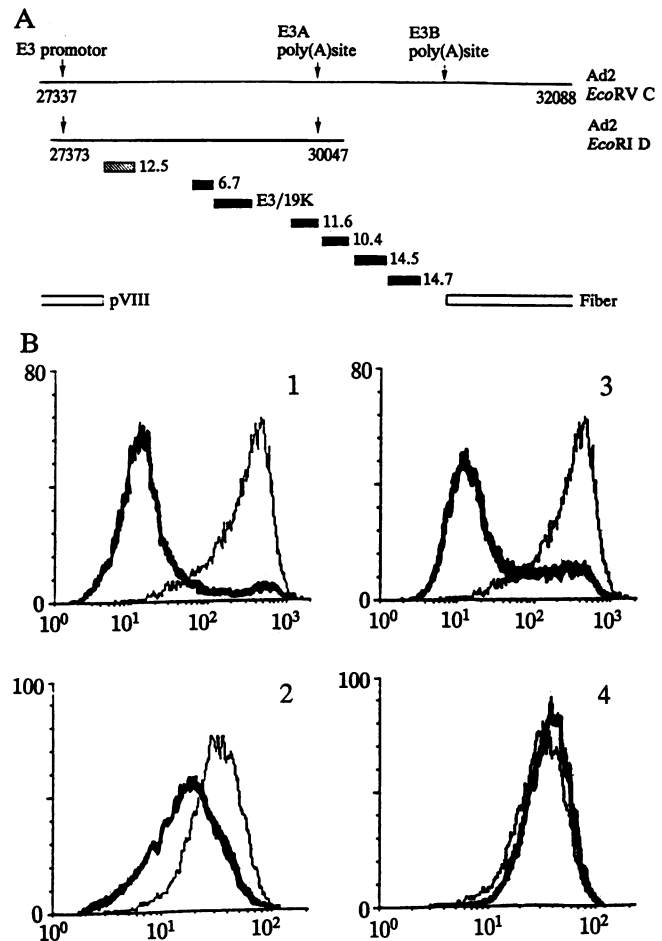 A
E3 promotor
E3A
poly(A)site
E3B
poly(A)site
27337
32088
Ad2
EcoRV C
27373
30047
Ad2
EcoRI D
12.5
6.7
E3/19K
11.6
10.4
14.5
14.7
pVIII
Fiber
B
80
1
0
10⁰
10¹
10²
10³
80
3
0
10⁰
10¹
10²
10³
100
2
0
10⁰
10¹
10²
100
4
0
10⁰
10¹
10²